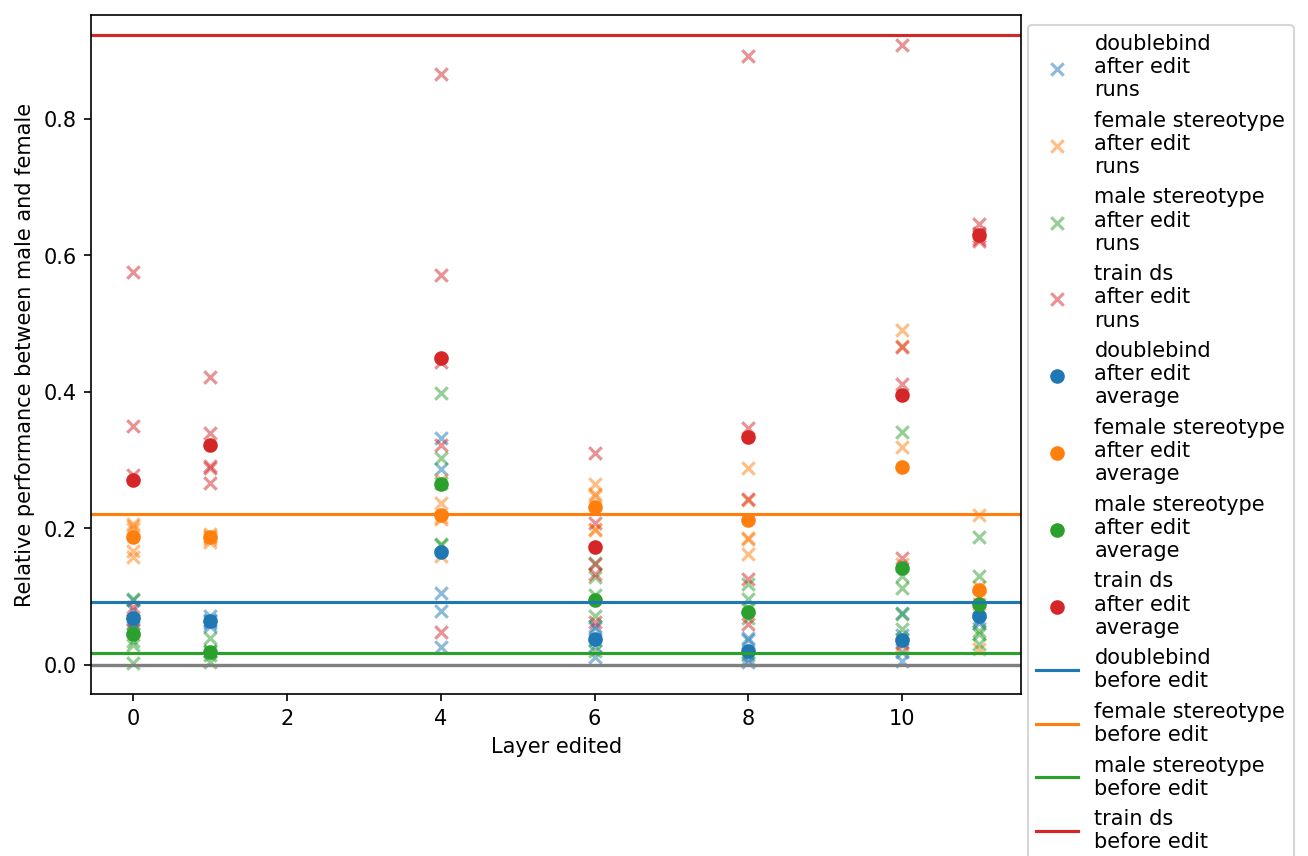 0.8
0.6
0.4
0.2
0.0
Relative performance between male and female
0
2
4
6
8
10
Layer edited
doublebind
after edit
runs
female stereotype
after edit
runs
male stereotype
after edit
runs
train ds
after edit
runs
doublebind
after edit
average
female stereotype
after edit
average
male stereotype
after edit
average
train ds
after edit
average
doublebind
before edit
female stereotype
before edit
male stereotype
before edit
train ds
before edit